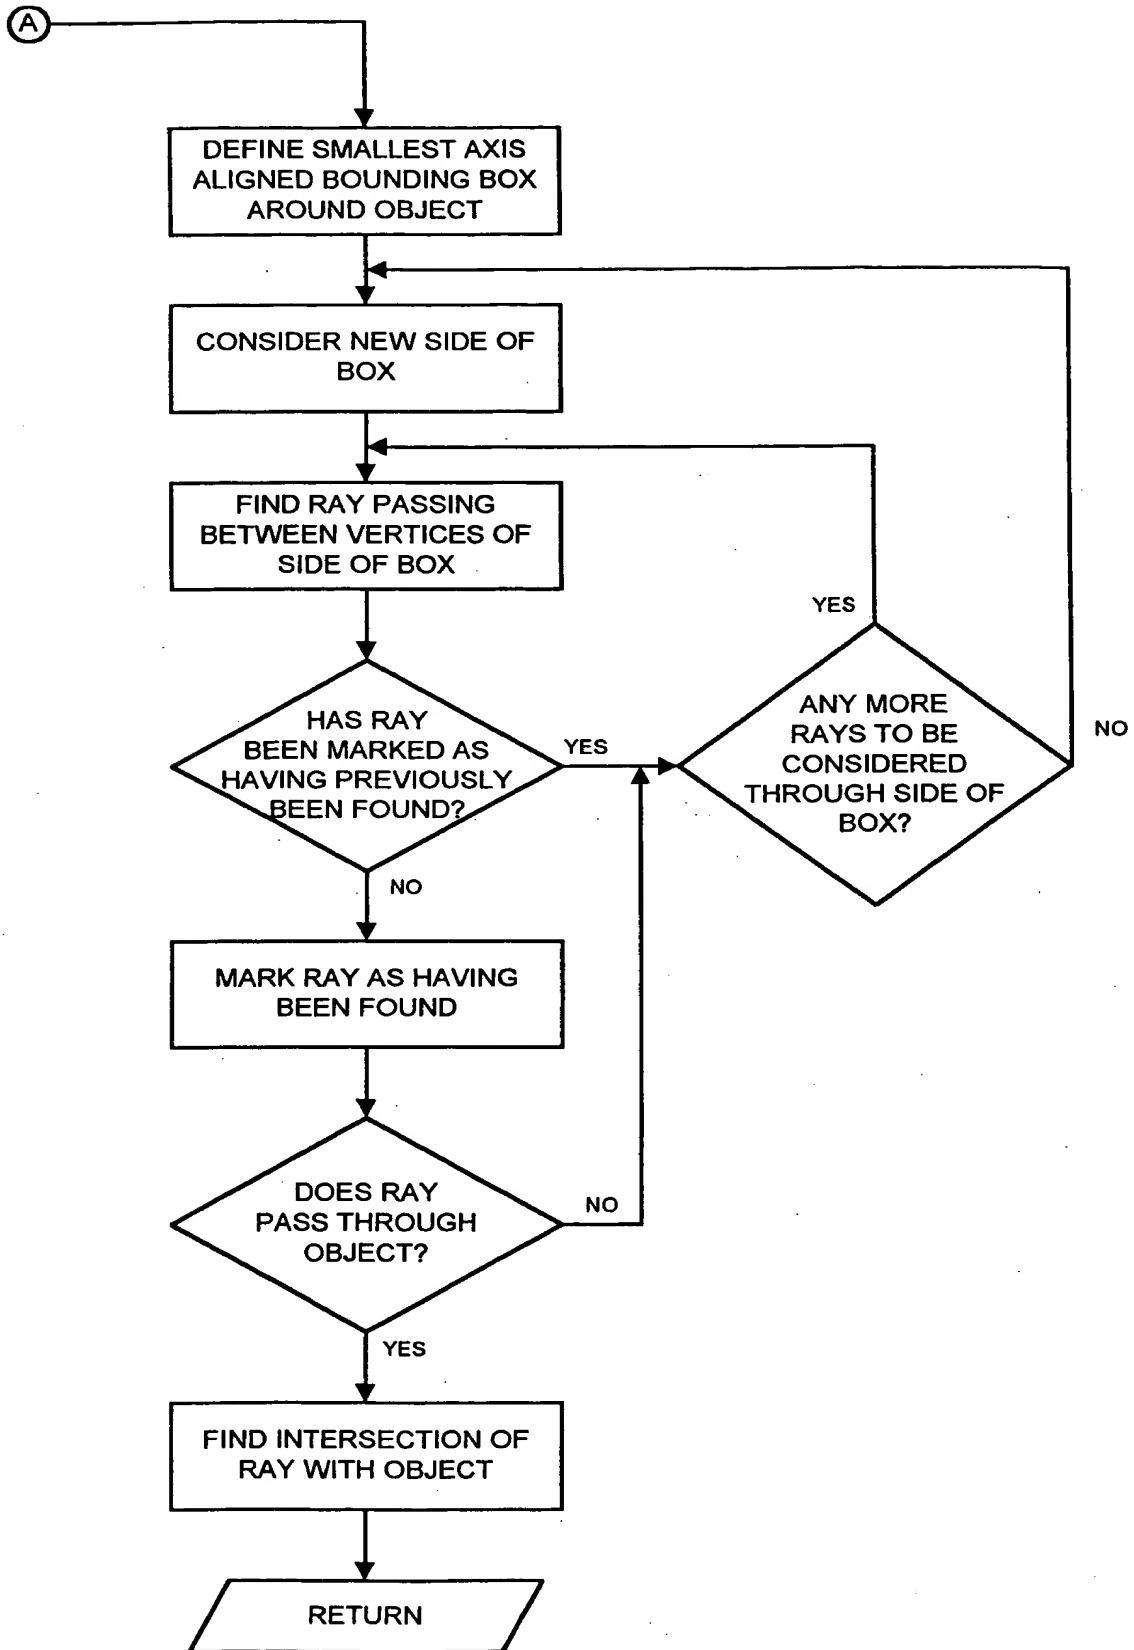 A
DEFINE SMALLEST AXIS
ALIGNED BOUNDING BOX
AROUND OBJECT
CONSIDER NEW SIDE OF
BOX
FIND RAY PASSING
BETWEEN VERTICES OF
SIDE OF BOX
HAS RAY
BEEN MARKED AS
HAVING PREVIOUSLY
BEEN FOUND?
YES
NO
ANY MORE
RAYS TO BE
CONSIDERED
THROUGH SIDE OF
BOX?
YES
NO
MARK RAY AS HAVING
BEEN FOUND
DOES RAY
PASS THROUGH
OBJECT?
NO
YES
FIND INTERSECTION OF
RAY WITH OBJECT
RETURN